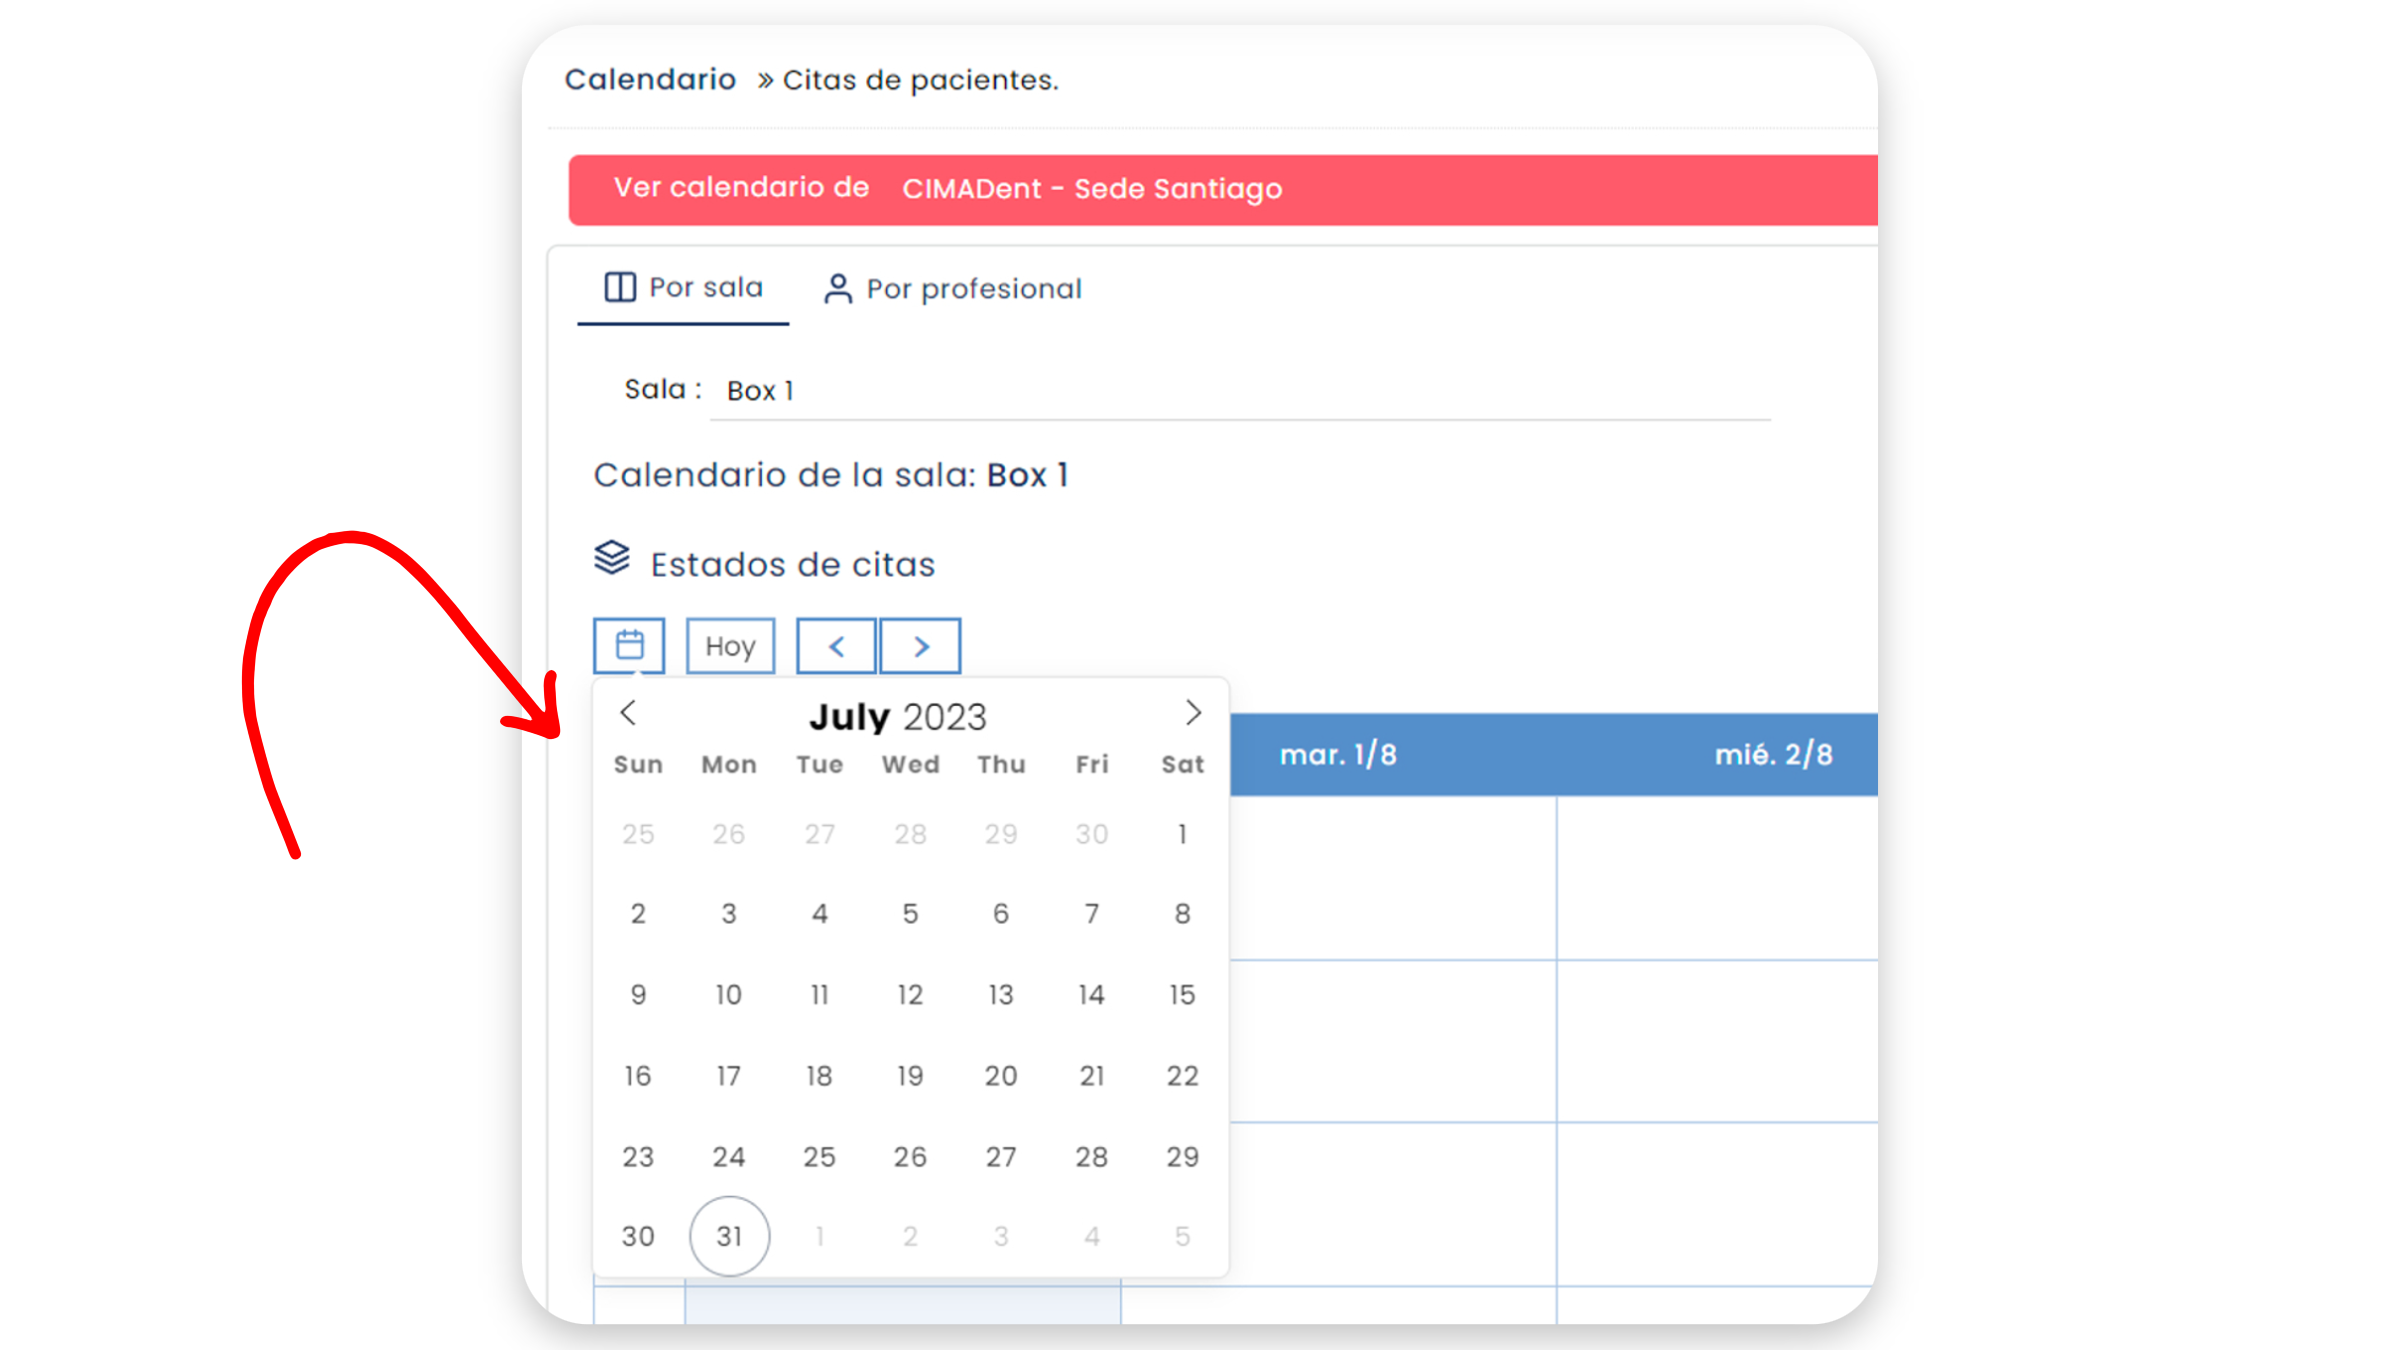 Calendario » Citas de pacientes.
Ver calendario de CIMADent - Sede Santiago
Por sala Por profesional
Sala : Box 1
Calendario de la sala: Box 1
Estados de citas
Hoy < >
July 2023
Sun Mon Tue Wed Thu Fri Sat
mar. 1/8 mié. 2/8
25 26 27 28 29 30 1
2 3 4 5 6 7 8
9 10 11 12 13 14 15
16 17 18 19 20 21 22
23 24 25 26 27 28 29
30 31 1 2 3 4 5